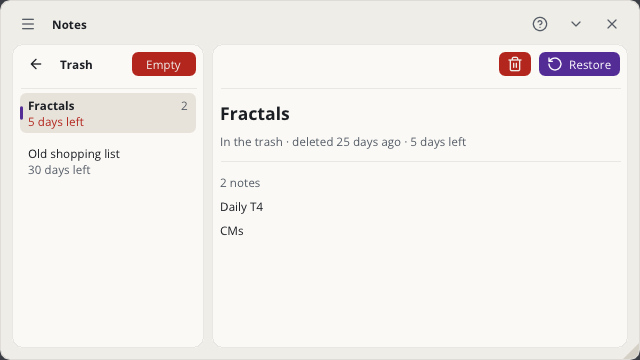 Notes
Trash
Empty
Fractals 2
5 days left
Old shopping list
30 days left
Restore
Fractals
In the trash · deleted 25 days ago · 5 days left
2 notes
Daily T4
CMs